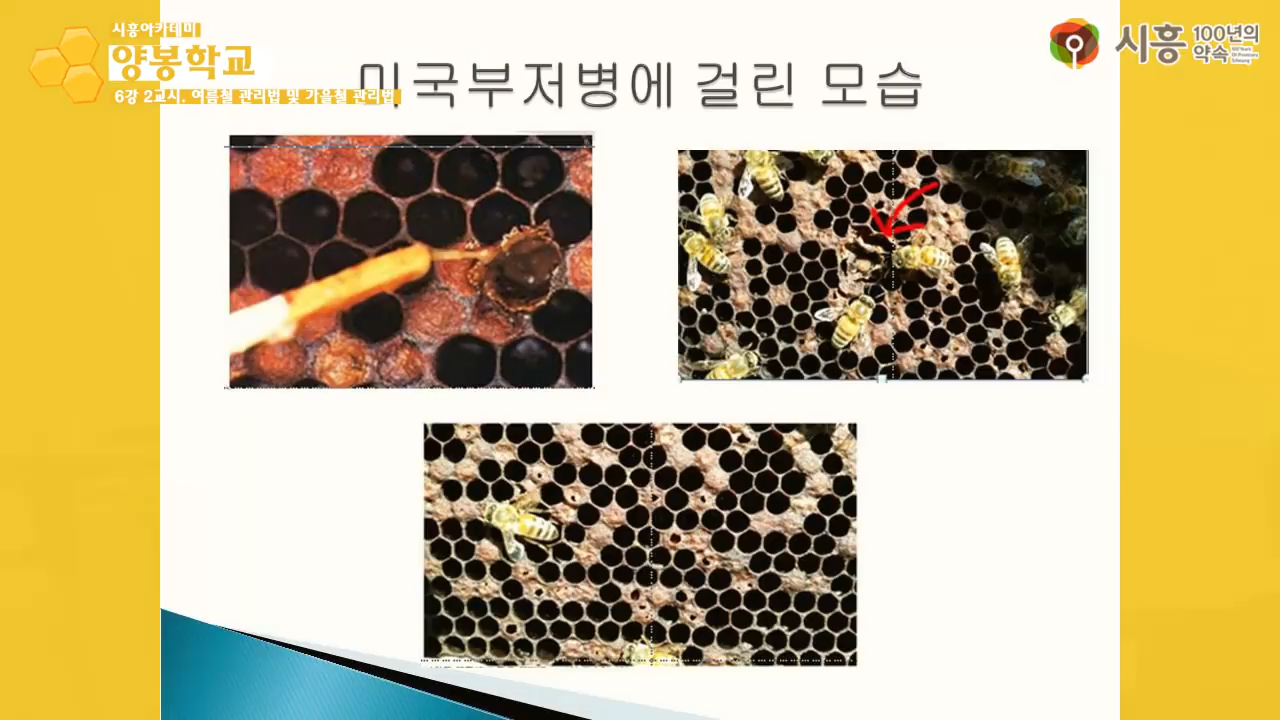 시흥아카데미
양봉학교
6강 2교시. 여름철 관리법 및 가을철 관리법
시흥 100년의
약속
미국부저병에 걸린 모습